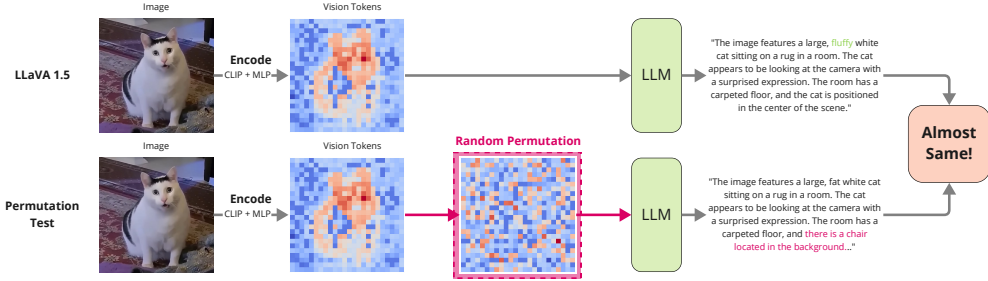 Image
Vision Tokens
LLaVA 1.5
Encode
CLIP + MLP
LLM
"The image features a large, fluffy white
cat sitting on a rug in a room. The cat
appears to be looking at the camera with
a surprised expression. The room has a
carpeted floor, and the cat is positioned
in the center of the scene."
Almost
Same!
Image
Vision Tokens
Random Permutation
Permutation
Test
Encode
CLIP + MLP
LLM
"The image features a large, fat white cat
sitting on a rug in a room. The cat
appears to be looking at the camera with
a surprised expression. The room has a
carpeted floor, and there is a chair
located in the background..."